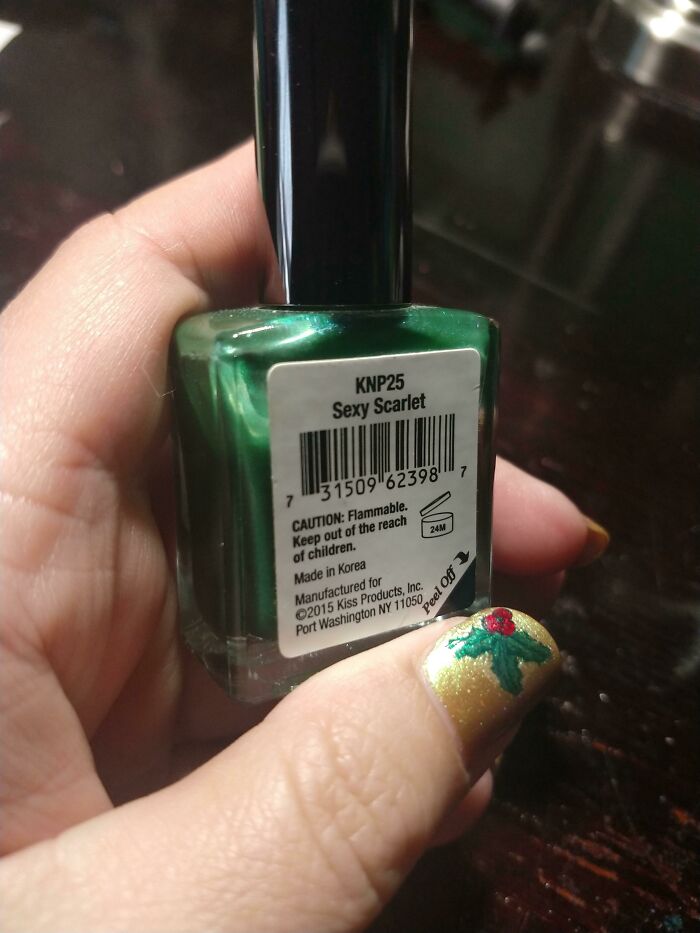 KNP25
Sexy Scarlet
7 31509 62398 7
CAUTION: Flammable.
Keep out of the reach
of children.
24M
Made in Korea
Manufactured for
©2015 Kiss Products, Inc.
Port Washington NY 11050
Peel Off